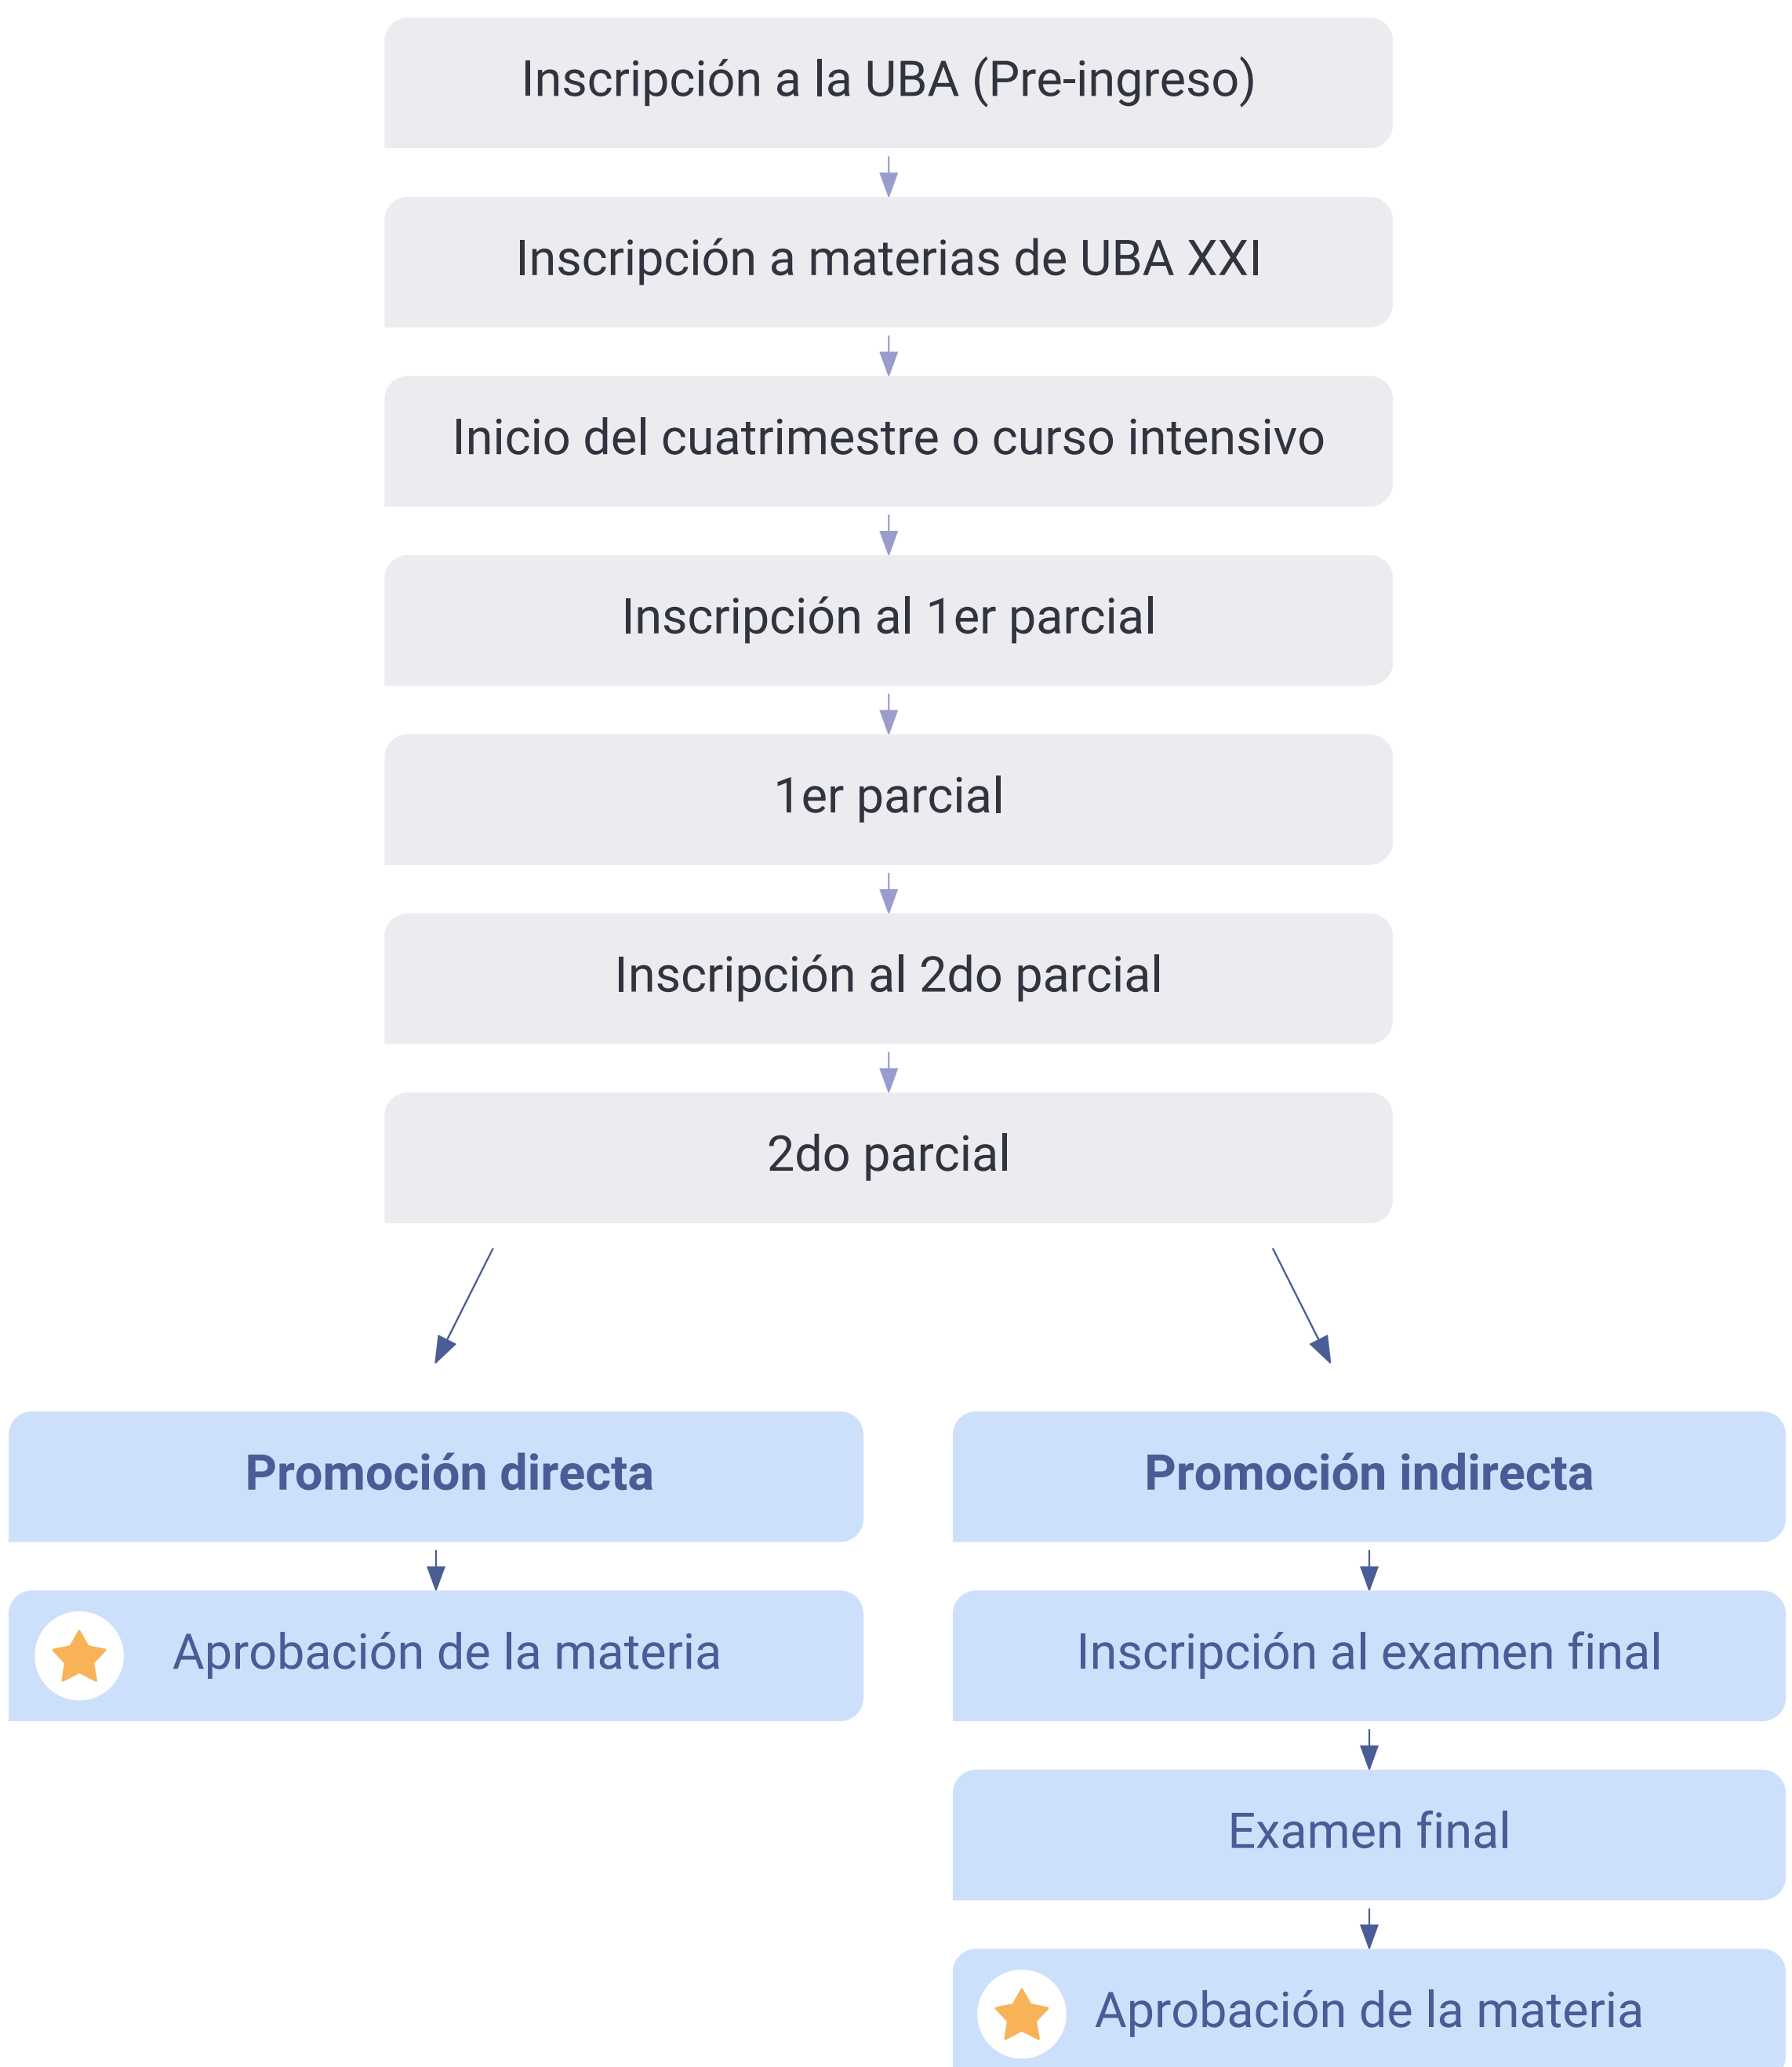 Inscripción a la UBA (Pre-ingreso)
Inscripción a materias de UBA XXI
Inicio del cuatrimestre o curso intensivo
Inscripción al 1er parcial
1er parcial
Inscripción al 2do parcial
2do parcial
Promoción directa
Aprobación de la materia
Promoción indirecta
Inscripción al examen final
Examen final
Aprobación de la materia